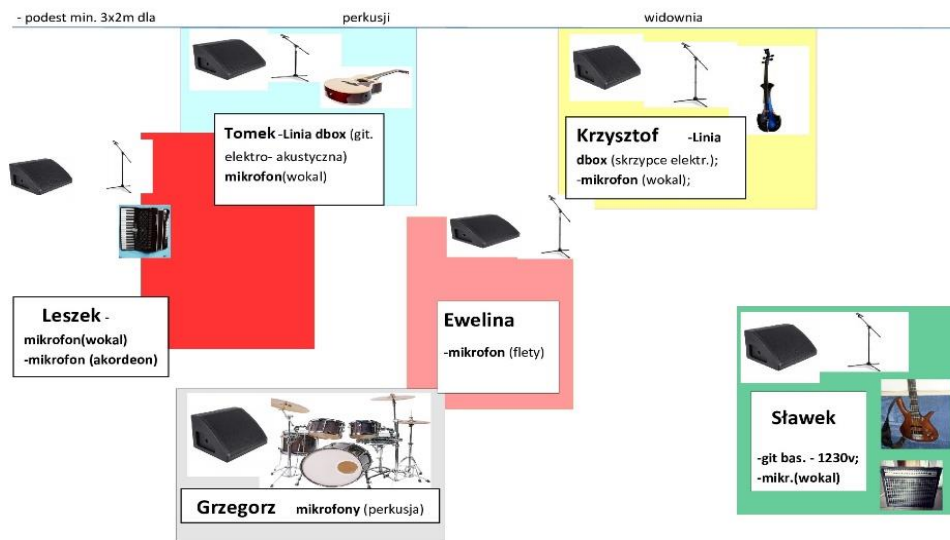 - podest min. 3x2m dla perkusji widownia
Tomek -Linia dbox (git.
elektro- akustyczna)
mikrofon(wokal)
Krzysztof -Linia
dbox (skrzypce elektr.);
-mikrofon (wokal);
Leszek -
mikrofon(wokal)
-mikrofon (akordeon)
Ewelina
-mikrofon (flety)
Sławek
-git bas. - 1230v;
-mikr.(wokal)
Grzegorz mikrofony (perkusja)